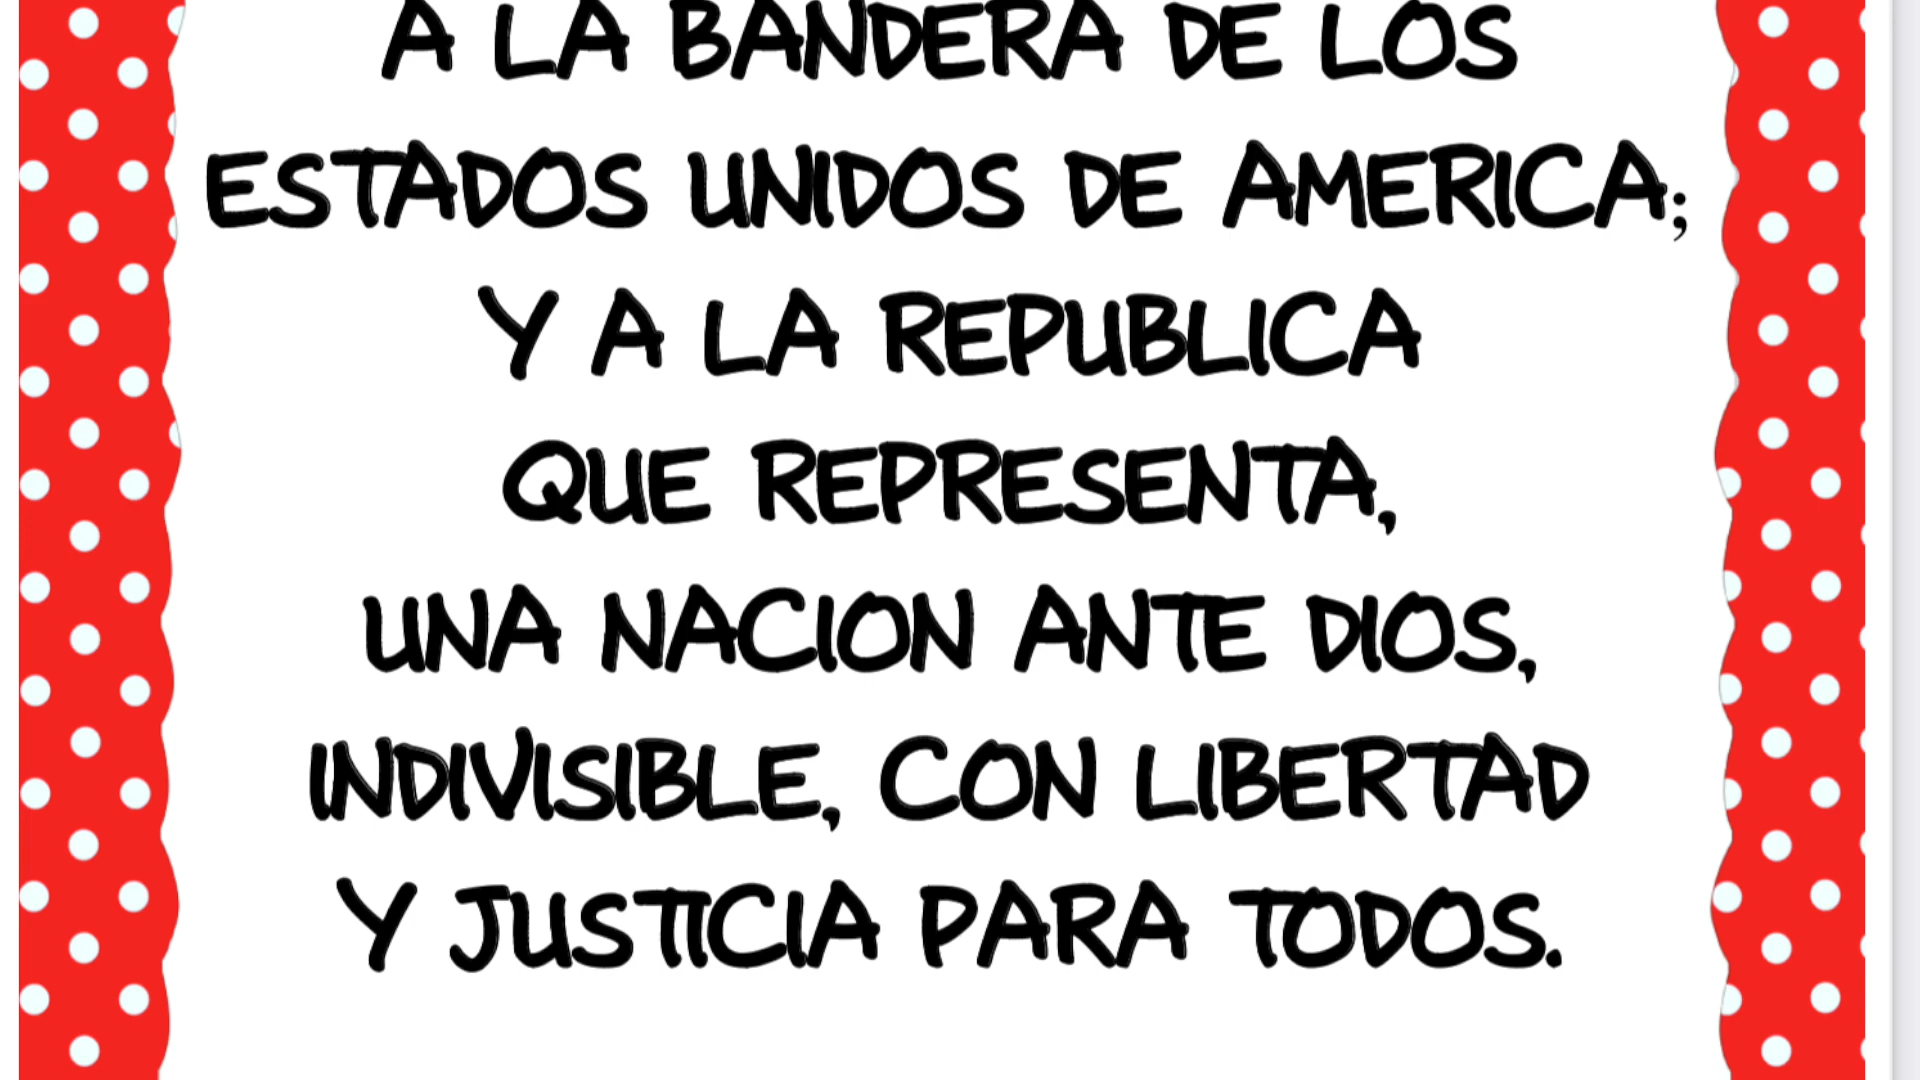 A LA BANDERA DE LOS
ESTADOS UNIDOS DE AMERICA;
Y A LA REPUBLICA
QUE REPRESENTA,
UNA NACION ANTE DIOS,
INDIVISIBLE, CON LIBERTAD
Y JUSTICIA PARA TODOS.